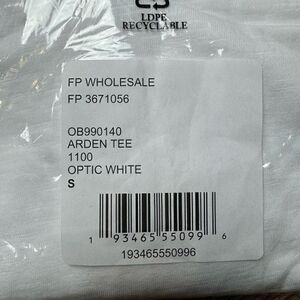 LDPE
RECYCLABLE
FP WHOLESALE
FP 3671056
OB990140
ARDEN TEE
1100
OPTIC WHITE
S
1 93465 55099 6
193465550996